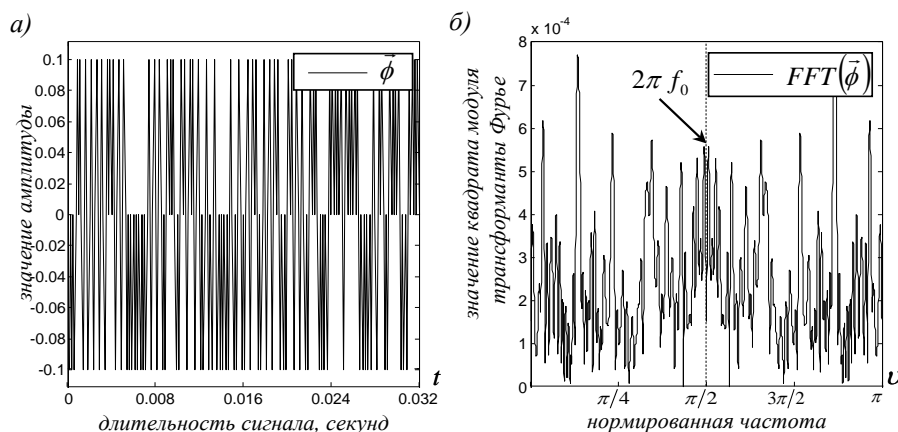 а)
значение амплитуды
0.1
0.08
0.06
0.04
0.02
0
-0.02
-0.04
-0.06
-0.08
-0.1
0
0.008
0.016
0.024
0.032
t
длительность сигнала, секунд
ϕ⃗
б)
значение квадрата модуля
трансформанты Фурье
x 10⁻⁴
8
7
6
5
4
3
2
1
0
π/4
π/2
3π/2
π
υ
нормированная частота
2π f₀
FFT(ϕ⃗)